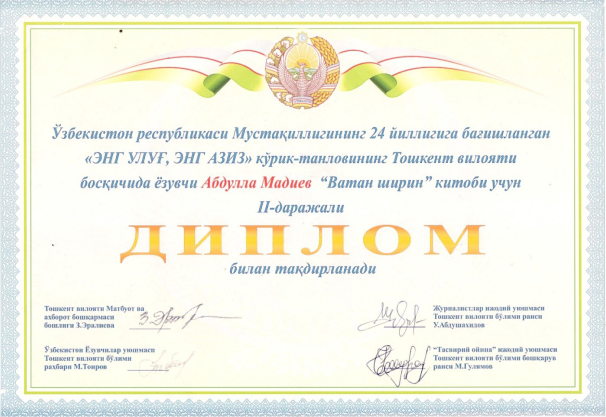 Ўзбекистон республикаси Мустақиллигининг 24 йиллигига бағишланган
«ЭНГ УЛУҒ, ЭНГ АЗИЗ» кўрик-танловининг Тошкент вилояти
босқичида ёзувчи Абдулла Мадиев “Ватан ширин” китоби учун
II-даражали
ДИПЛОМ
билан тақдирланади
Тошкент вилояти Матбуот ва
ахборот бошқармаси
бошлиғи З.Эралиева
Журналистлар ижодий уюшмаси
Тошкент вилояти бўлими раиси
У.Абдушахидов
Ўзбекистон Ёзувчилар уюшмаси
Тошкент вилояти бўлими
раҳбари М.Тоиров
“Тасвирий ойина” ижодий уюшмаси
Тошкент вилояти бўлими бошқарув
раиси М.Гулямов